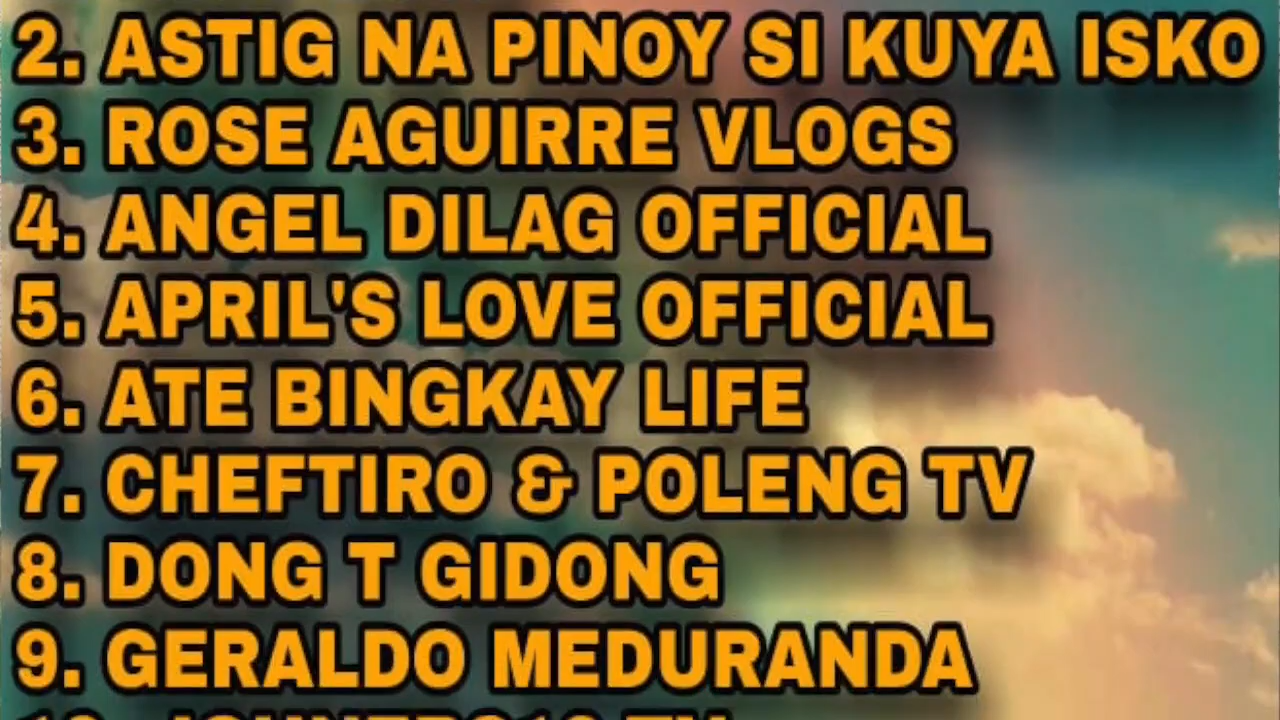 2. ASTIG NA PINOY SI KUYA ISKO
3. ROSE AGUIRRE VLOGS
4. ANGEL DILAG OFFICIAL
5. APRIL'S LOVE OFFICIAL
6. ATE BINGKAY LIFE
7. CHEFTIRO & POLENG TV
8. DONG T GIDONG
9. GERALDO MEDURANDA
10.